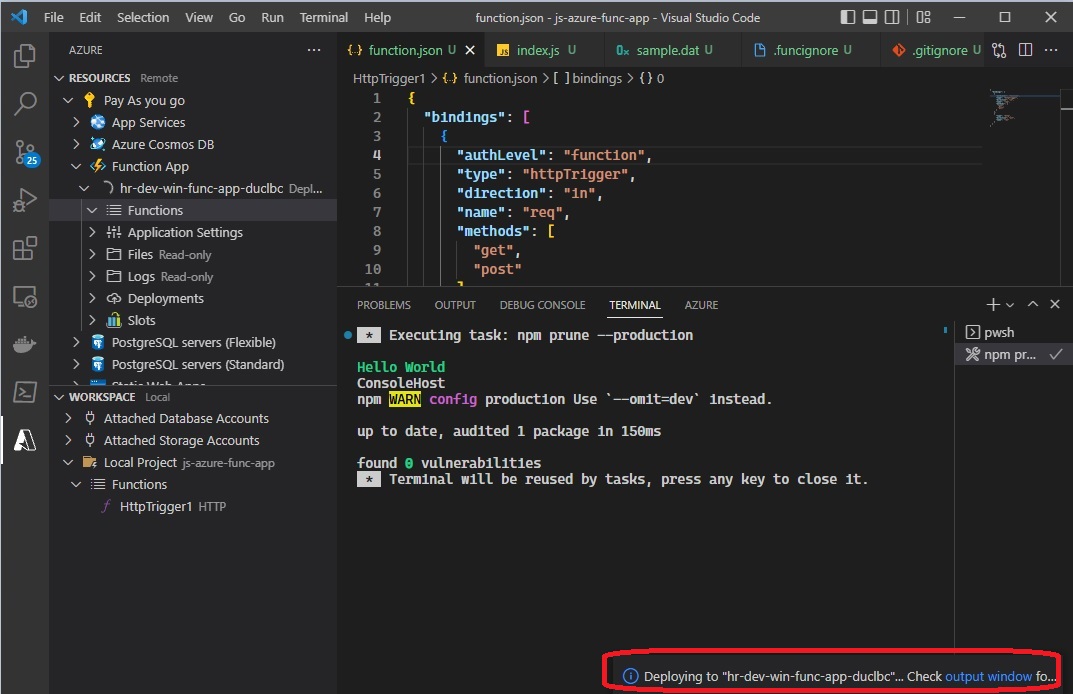 File Edit Selection View Go Run Terminal Help function.json - js-azure-func-app - Visual Studio Code
AZURE
RESOURCES Remote
Pay As you go
App Services
Azure Cosmos DB
Function App
hr-dev-win-func-app-duclbc Depl...
Functions
Application Settings
Files Read-only
Logs Read-only
Deployments
Slots
PostgreSQL servers (Flexible)
PostgreSQL servers (Standard)
Static Web Apps
WORKSPACE Local
Attached Database Accounts
Attached Storage Accounts
Local Project js-azure-func-app
Functions
HttpTrigger1 HTTP
25
{..} function.json U JS index.js U sample.dat U .funcignore U .gitignore U
HttpTrigger1 > {..} function.json > [ ] bindings > { } 0
1 {
2 "bindings": [
3 {
4 "authLevel": "function",
5 "type": "httpTrigger",
6 "direction": "in",
7 "name": "req",
8 "methods": [
9 "get",
10 "post"
11 ]
PROBLEMS OUTPUT DEBUG CONSOLE TERMINAL AZURE
* Executing task: npm prune --production
Hello World
ConsoleHost
npm WARN config production Use `--omit=dev` instead.
up to date, audited 1 package in 150ms
found 0 vulnerabilities
* Terminal will be reused by tasks, press any key to close it.
pwsh
npm pr...
Deploying to "hr-dev-win-func-app-duclbc"... Check output window fo...